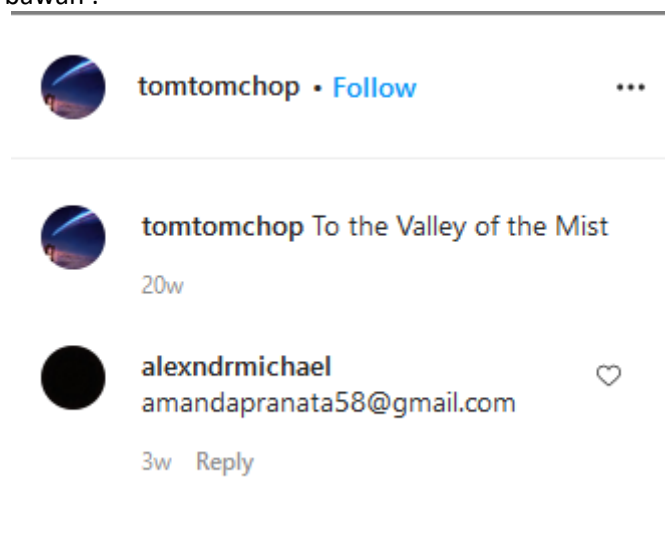 bawah :
tomtomchop • Follow
tomtomchop To the Valley of the Mist
20w
alexndrmichael
amandapranata58@gmail.com
3w Reply